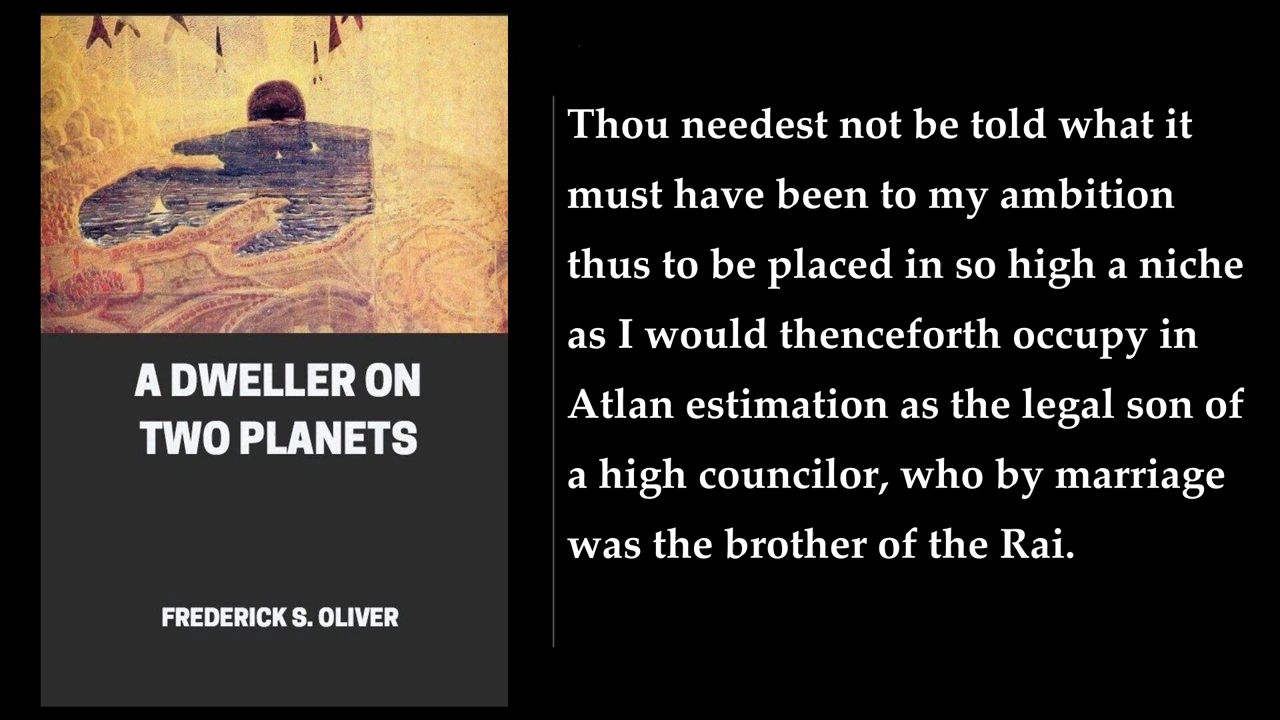 A DWELLER ON
TWO PLANETS
FREDERICK S. OLIVER
Thou needest not be told what it
must have been to my ambition
thus to be placed in so high a niche
as I would thenceforth occupy in
Atlan estimation as the legal son of
a high councilor, who by marriage
was the brother of the Rai.